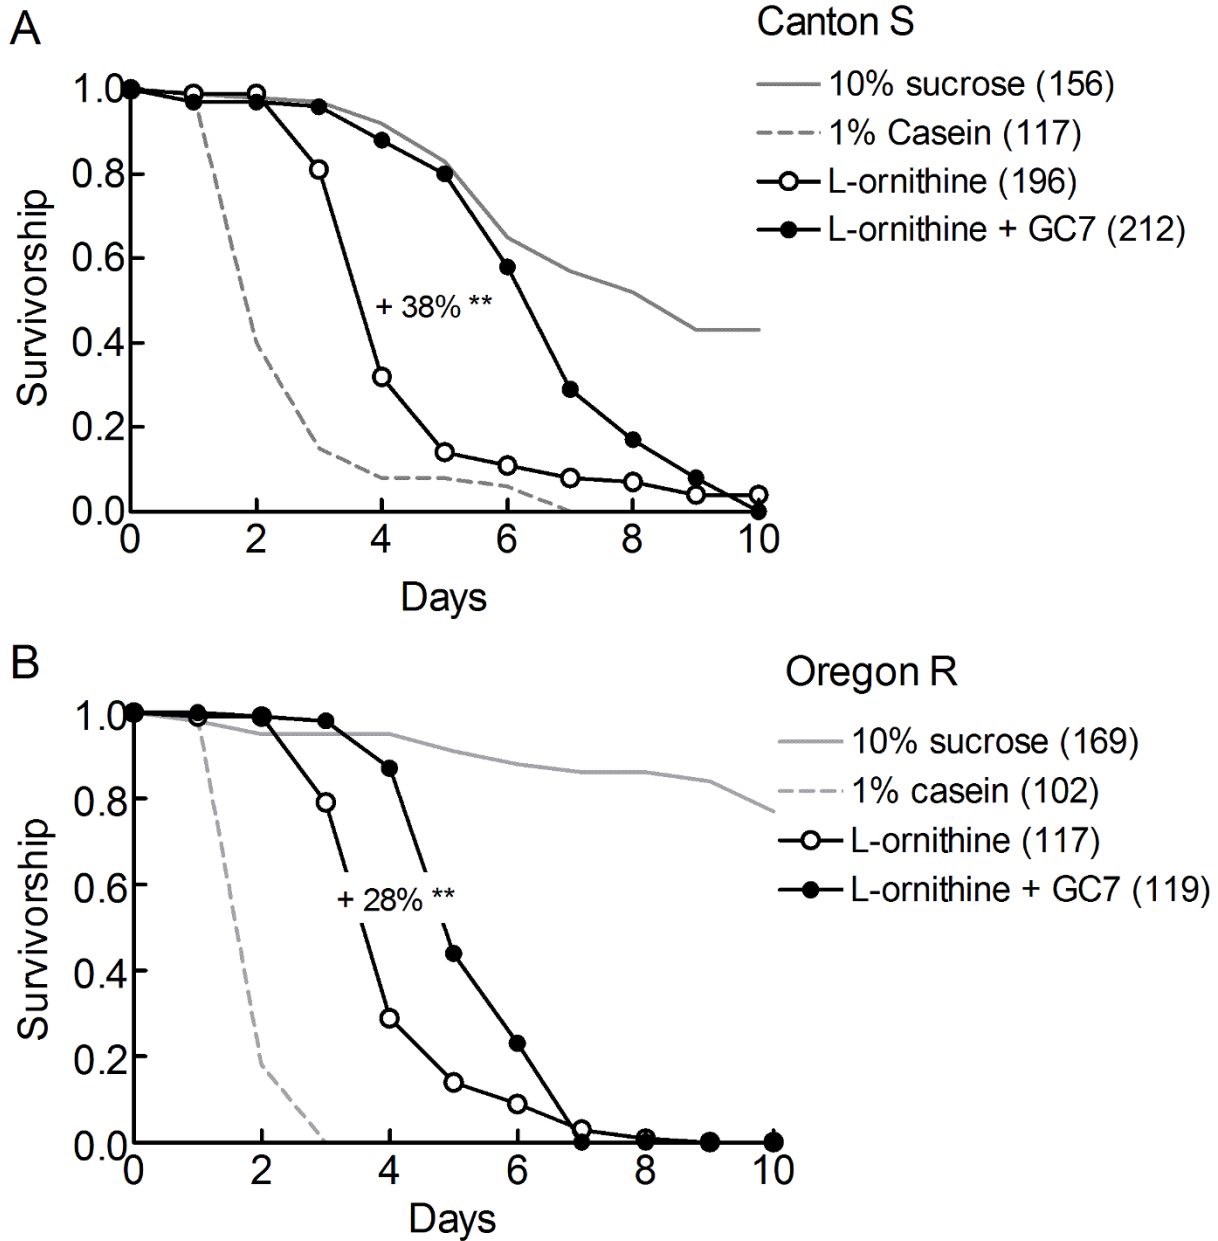 A
Canton S
10% sucrose (156)
1% Casein (117)
L-ornithine (196)
L-ornithine + GC7 (212)
Survivorship
1.0
0.8
0.6
0.4
0.2
0.0
+ 38% **
0 2 4 6 8 10
Days
B
Oregon R
10% sucrose (169)
1% casein (102)
L-ornithine (117)
L-ornithine + GC7 (119)
Survivorship
1.0
0.8
0.6
0.4
0.2
0.0
+ 28% **
0 2 4 6 8 10
Days